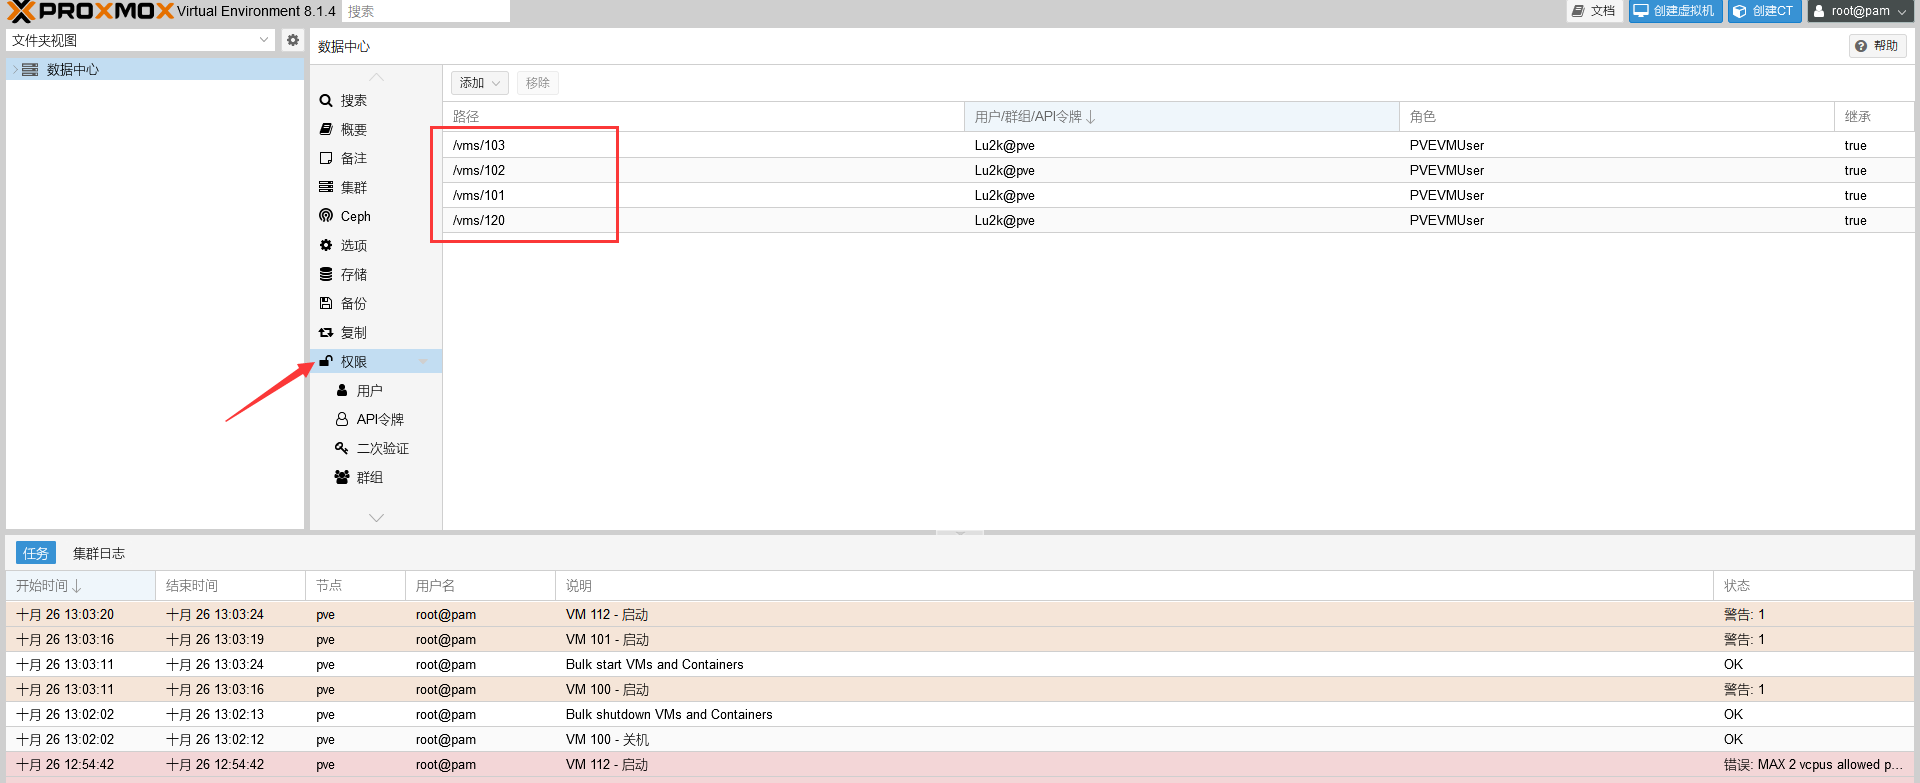 PROXMOX Virtual Environment 8.1.4 搜索 文档 创建虚拟机 创建CT root@pam
文件夹视图
数据中心
数据中心 帮助
搜索
概要
备注
集群
Ceph
选项
存储
备份
复制
权限
用户
API令牌
二次验证
群组
添加 移除
路径 用户/群组/API令牌 角色 继承
/vms/103 Lu2k@pve PVEVMUser true
/vms/102 Lu2k@pve PVEVMUser true
/vms/101 Lu2k@pve PVEVMUser true
/vms/120 Lu2k@pve PVEVMUser true
任务 集群日志
开始时间 结束时间 节点 用户名 说明 状态
十月 26 13:03:20 十月 26 13:03:24 pve root@pam VM 112 - 启动 警告: 1
十月 26 13:03:16 十月 26 13:03:19 pve root@pam VM 101 - 启动 警告: 1
十月 26 13:03:11 十月 26 13:03:24 pve root@pam Bulk start VMs and Containers OK
十月 26 13:03:11 十月 26 13:03:16 pve root@pam VM 100 - 启动 警告: 1
十月 26 13:02:02 十月 26 13:02:13 pve root@pam Bulk shutdown VMs and Containers OK
十月 26 13:02:02 十月 26 13:02:12 pve root@pam VM 100 - 关机 OK
十月 26 12:54:42 十月 26 12:54:42 pve root@pam VM 112 - 启动 错误: MAX 2 vcpus allowed p...